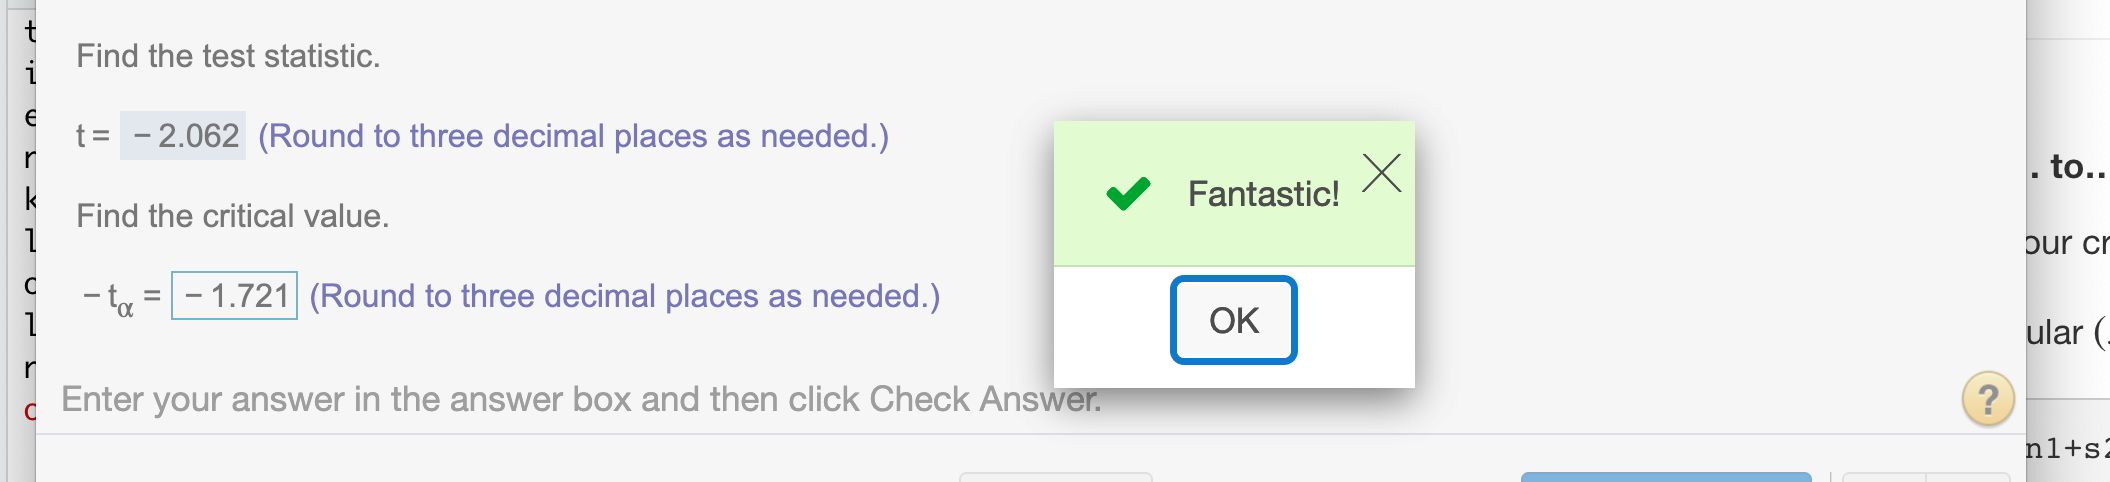 Find the test statistic.
t = − 2.062 (Round to three decimal places as needed.)
Find the critical value.
− tα = − 1.721 (Round to three decimal places as needed.)
Fantastic!
OK
Enter your answer in the answer box and then click Check Answer.
?
. to..
our cr
ular (.
n1+s2